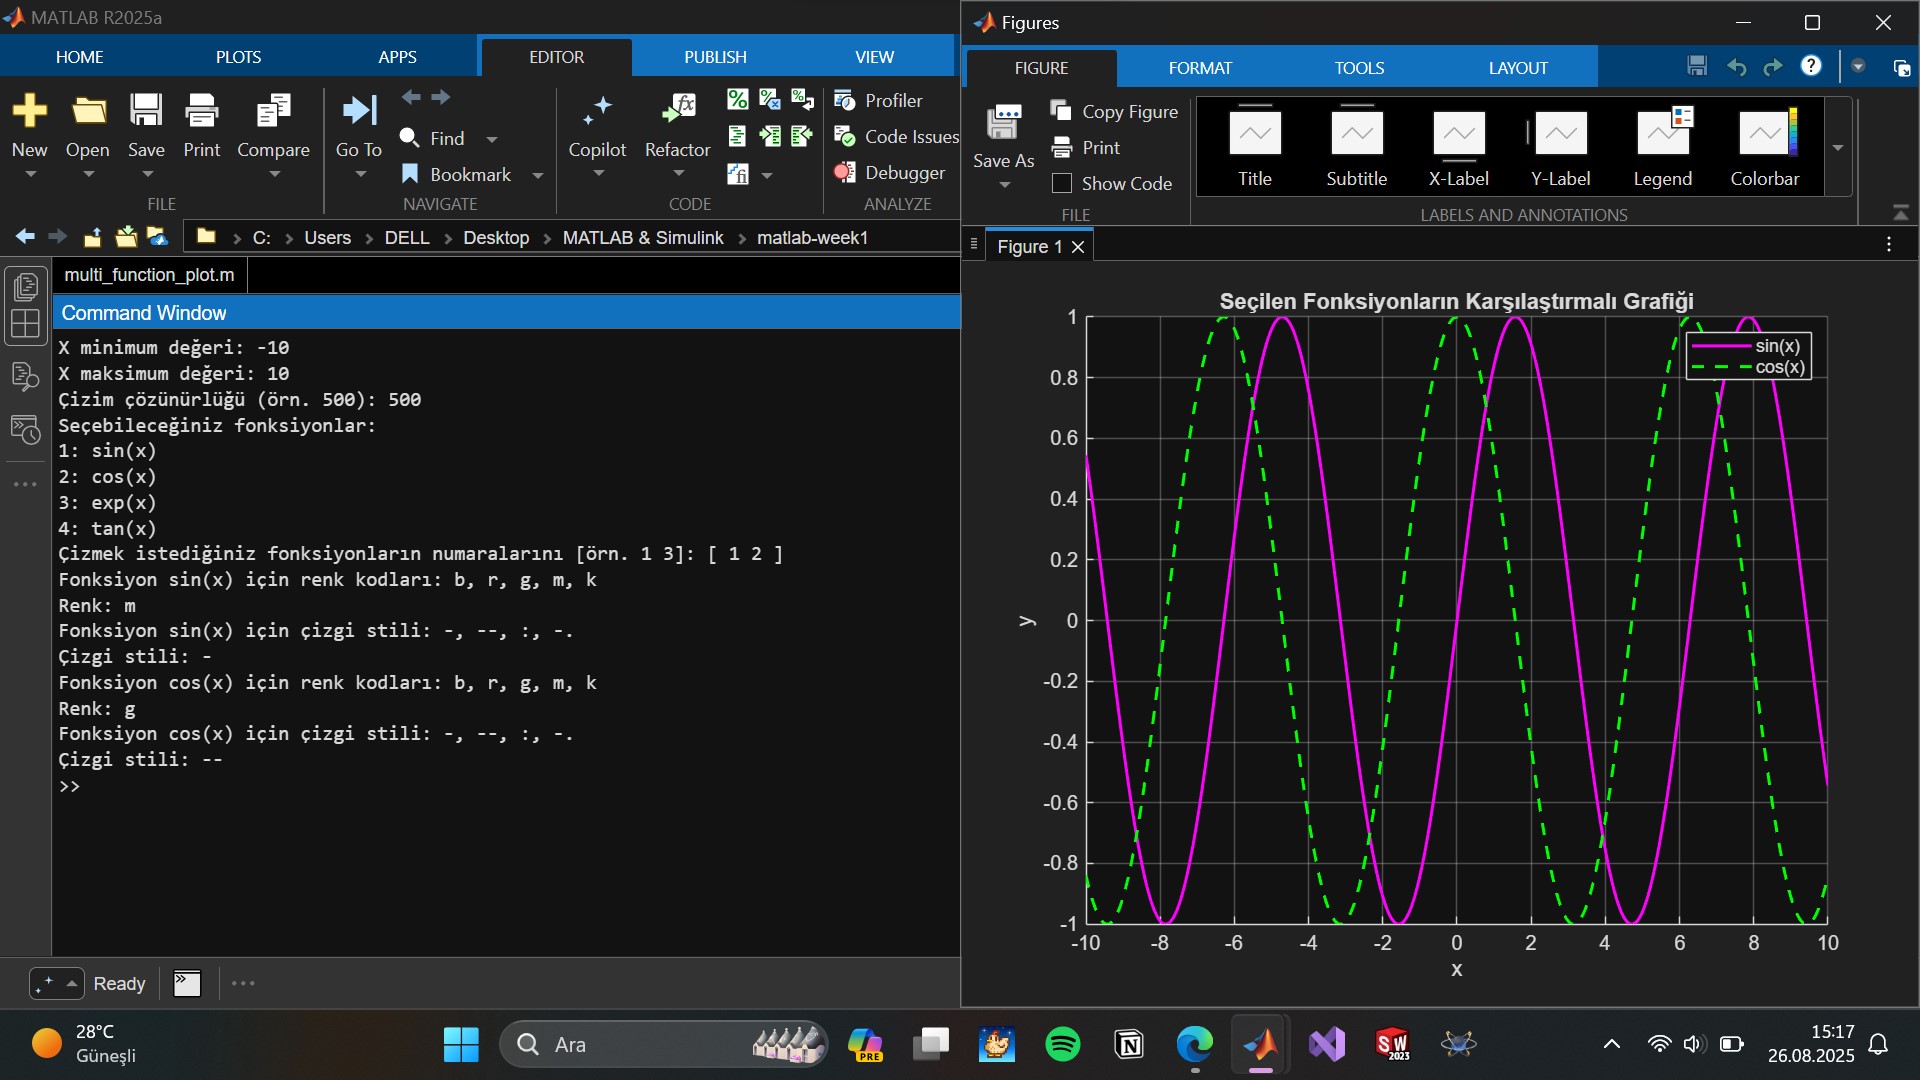 MATLAB R2025a
HOME PLOTS APPS EDITOR PUBLISH VIEW
New Open Save Print Compare Go To Find Bookmark Copilot Refactor Profiler Code Issues Debugger
FILE NAVIGATE CODE ANALYZE
C: Users DELL Desktop MATLAB & Simulink matlab-week1
multi_function_plot.m
Command Window
X minimum değeri: -10
X maksimum değeri: 10
Çizim çözünürlüğü (örn. 500): 500
Seçebileceğiniz fonksiyonlar:
1: sin(x)
2: cos(x)
3: exp(x)
4: tan(x)
Çizmek istediğiniz fonksiyonların numaralarını [örn. 1 3]: [ 1 2 ]
Fonksiyon sin(x) için renk kodları: b, r, g, m, k
Renk: m
Fonksiyon sin(x) için çizgi stili: -, --, :, -.
Çizgi stili: -
Fonksiyon cos(x) için renk kodları: b, r, g, m, k
Renk: g
Fonksiyon cos(x) için çizgi stili: -, --, :, -.
Çizgi stili: --
>>
Ready
Figures
FIGURE FORMAT TOOLS LAYOUT
Save As Copy Figure Print Show Code
Title Subtitle X-Label Y-Label Legend Colorbar
FILE LABELS AND ANNOTATIONS
Figure 1
Seçilen Fonksiyonların Karşılaştırmalı Grafiği
sin(x)
cos(x)
1
0.8
0.6
0.4
0.2
0
-0.2
-0.4
-0.6
-0.8
-1
y
-10 -8 -6 -4 -2 0 2 4 6 8 10
x
28°C
Güneşli
Ara
PRE
SW
2023
15:17
26.08.2025